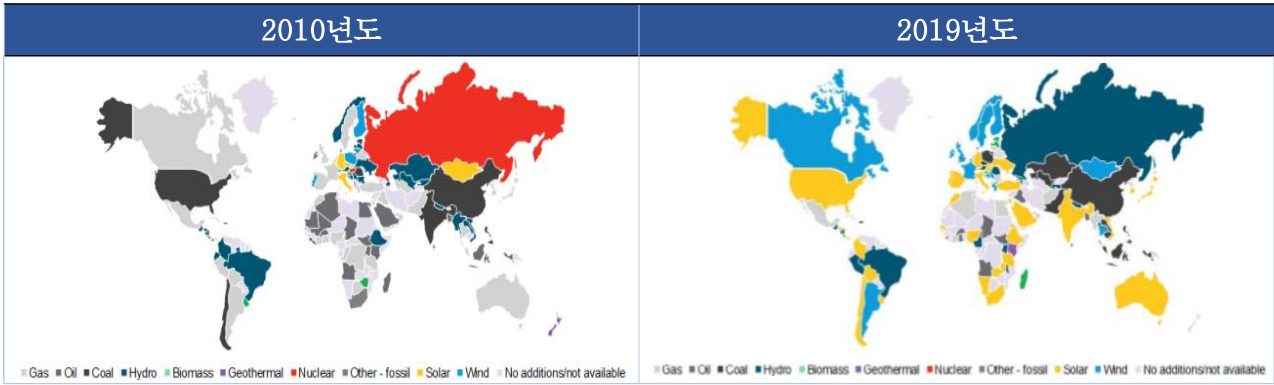 2010년도
2019년도
Gas Oil Coal Hydro Biomass Geothermal Nuclear Other - fossil Solar Wind No additions/not available
Gas Oil Coal Hydro Biomass Geothermal Nuclear Other - fossil Solar Wind No additions/not available